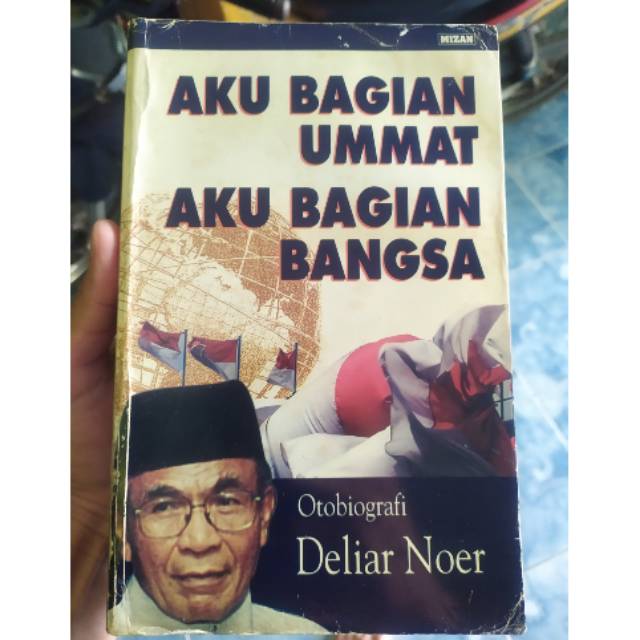 MIZAN
AKU BAGIAN
UMMAT
AKU BAGIAN
BANGSA
Otobiografi
Deliar Noer